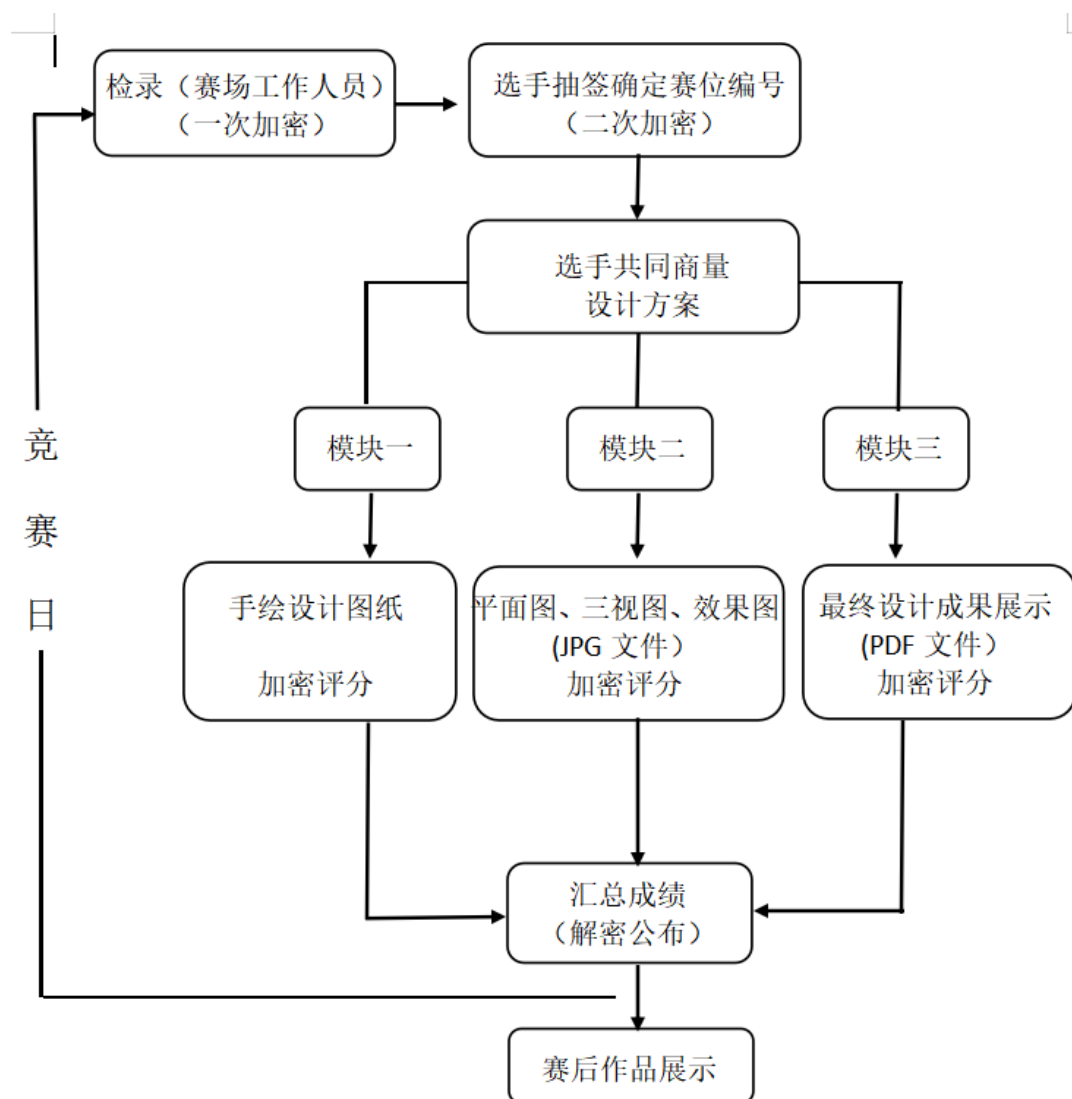 检录（赛场工作人员）
（一次加密）
选手抽签确定赛位编号
（二次加密）
选手共同商量
设计方案
竞
赛
日
模块一
模块二
模块三
手绘设计图纸
加密评分
平面图、三视图、效果图
(JPG 文件）
加密评分
最终设计成果展示
(PDF 文件）
加密评分
汇总成绩
（解密公布）
赛后作品展示